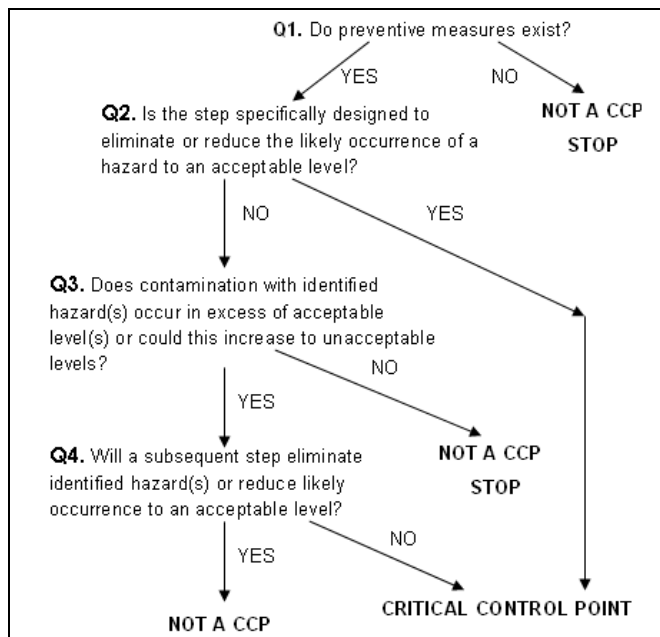 Q1. Do preventive measures exist?
YES
NO
NOT A CCP
STOP
Q2. Is the step specifically designed to
eliminate or reduce the likely occurrence of a
hazard to an acceptable level?
NO
YES
Q3. Does contamination with identified
hazard(s) occur in excess of acceptable
level(s) or could this increase to unacceptable
levels?
YES
NO
NOT A CCP
STOP
Q4. Will a subsequent step eliminate
identified hazard(s) or reduce likely
occurrence to an acceptable level?
YES
NO
NOT A CCP
CRITICAL CONTROL POINT